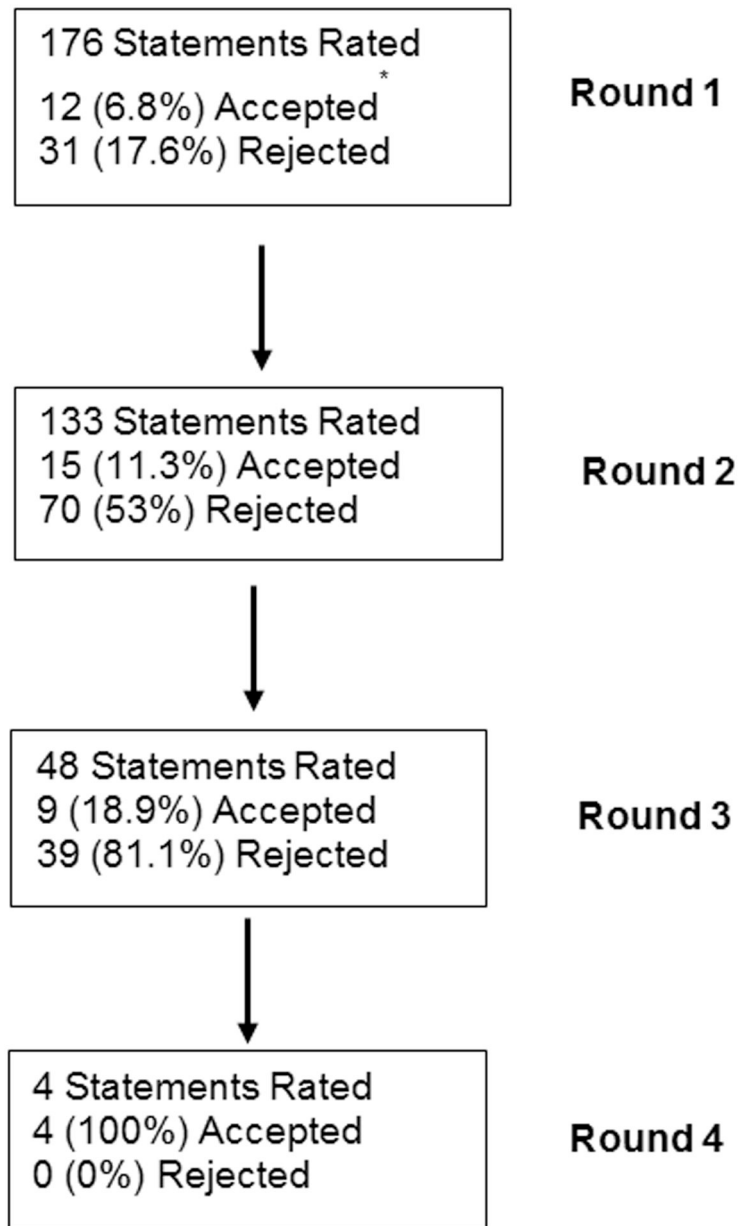 176 Statements Rated
12 (6.8%) Accepted*
31 (17.6%) Rejected
Round 1
133 Statements Rated
15 (11.3%) Accepted
70 (53%) Rejected
Round 2
48 Statements Rated
9 (18.9%) Accepted
39 (81.1%) Rejected
Round 3
4 Statements Rated
4 (100%) Accepted
0 (0%) Rejected
Round 4